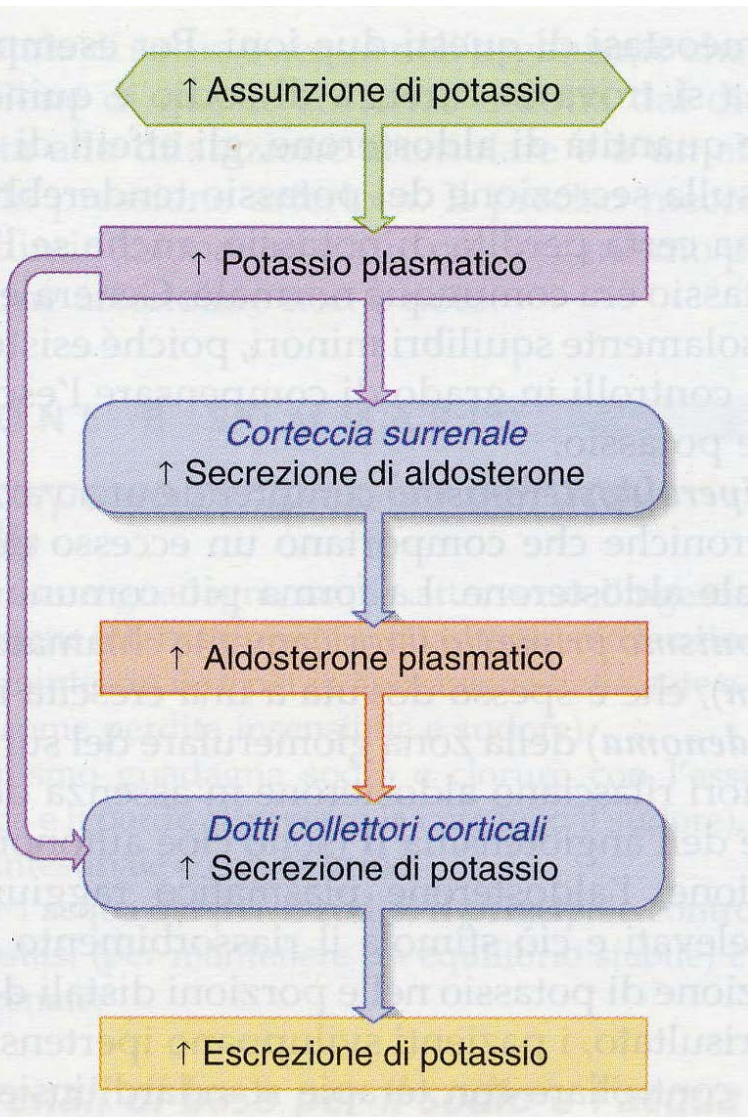 ↑ Assunzione di potassio
↑ Potassio plasmatico
Corteccia surrenale
↑ Secrezione di aldosterone
↑ Aldosterone plasmatico
Dotti collettori corticali
↑ Secrezione di potassio
↑ Escrezione di potassio